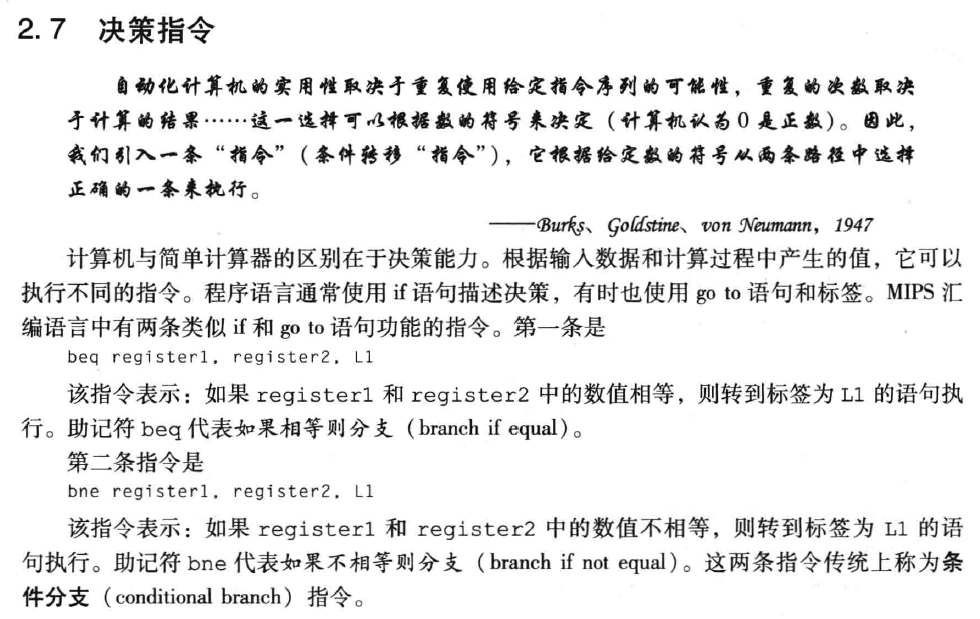 2.7 决策指令
自动化计算机的实用性取决于重复使用给定指令序列的可能性，重复的次数取决
于计算的结果……这一选择可以根据数的符号来决定（计算机认为0是正数）。因此，
我们引入一条“指令”（条件转移“指令”），它根据给定数的符号从两条路径中选择
正确的一条来执行。
——Burks、Goldstine、von Neumann，1947
计算机与简单计算器的区别在于决策能力。根据输入数据和计算过程中产生的值，它可以
执行不同的指令。程序语言通常使用 if 语句描述决策，有时也使用 go to 语句和标签。MIPS 汇
编语言中有两条类似 if 和 go to 语句功能的指令。第一条是
beq register1, register2, L1
该指令表示：如果 register1 和 register2 中的数值相等，则转到标签为 L1 的语句执
行。助记符 beq 代表如果相等则分支（branch if equal）。
第二条指令是
bne register1, register2, L1
该指令表示：如果 register1 和 register2 中的数值不相等，则转到标签为 L1 的语
句执行。助记符 bne 代表如果不相等则分支（branch if not equal）。这两条指令传统上称为条
件分支（conditional branch）指令。